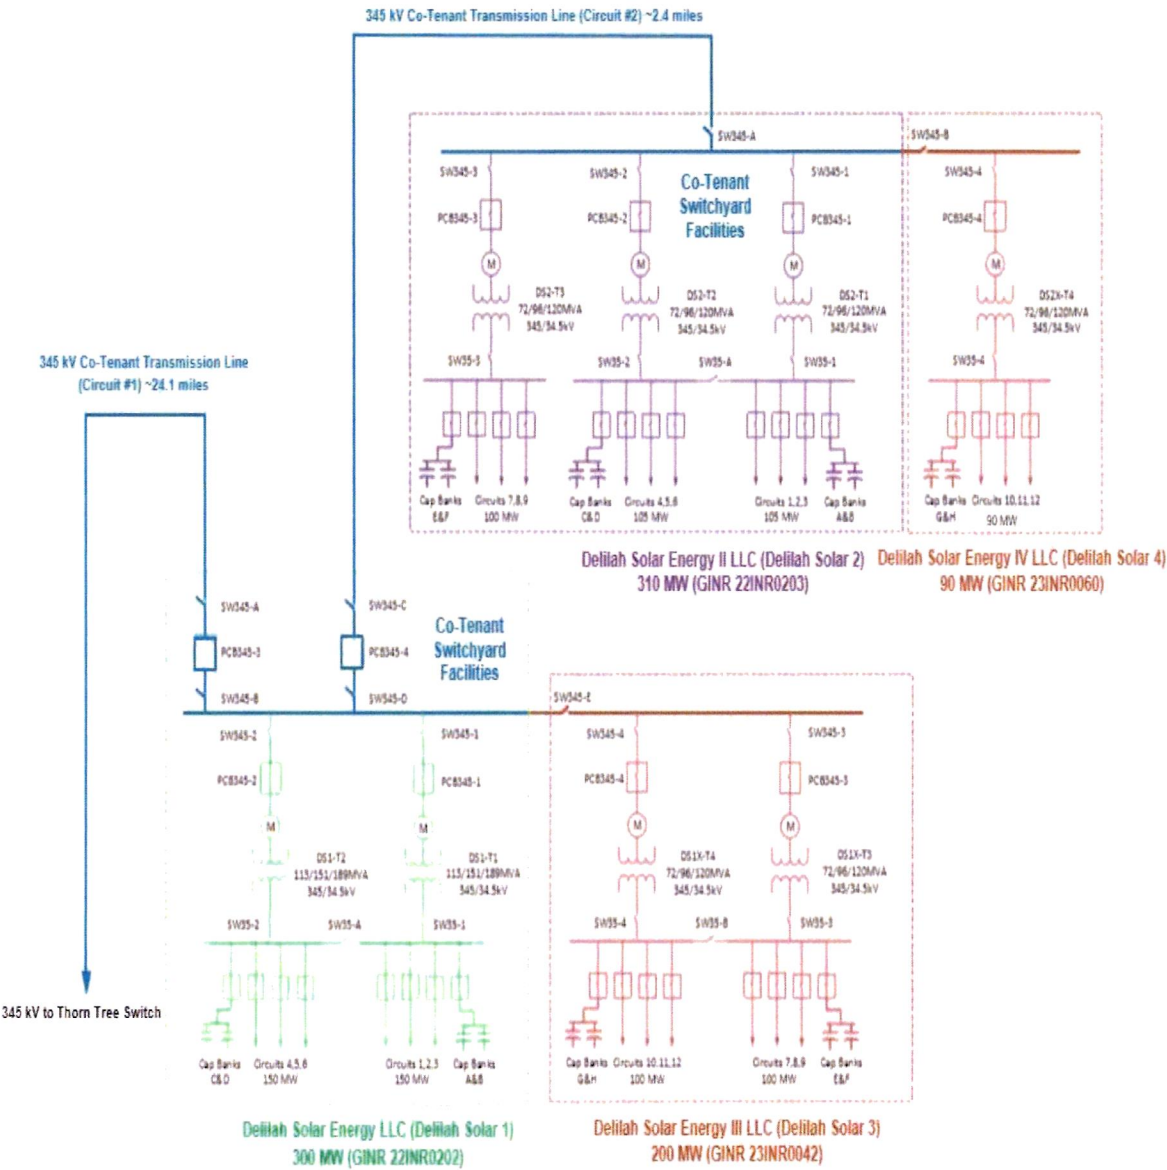 345 kV Co-Tenant Transmission Line (Circuit #2) ~2.4 miles
SW345-A
SW345-B
SW345-3
SW345-2
SW345-1
SW345-4
Co-Tenant
Switchyard
Facilities
PCB345-3
PCB345-2
PCB345-1
PCB345-4
M
M
M
M
DS2-T3
72/96/120MVA
345/34.5kV
DS2-T2
72/96/120MVA
345/34.5kV
DS2-T1
72/96/120MVA
345/34.5kV
DS2X-T4
72/96/120MVA
345/34.5kV
SW35-3
SW35-2
SW35-A
SW35-1
SW35-4
Cap Banks
E&F
Circuits 7,8,9
100 MW
Cap Banks
C&D
Circuits 4,5,6
105 MW
Circuits 1,2,3
105 MW
Cap Banks
A&B
Cap Banks
G&H
Circuits 10,11,12
90 MW
Delilah Solar Energy II LLC (Delilah Solar 2)
310 MW (GINR 22INR0203)
Delilah Solar Energy IV LLC (Delilah Solar 4)
90 MW (GINR 23INR0060)
345 kV Co-Tenant Transmission Line
(Circuit #1) ~24.1 miles
SW345-A
PCB345-3
SW345-B
SW345-C
PCB345-4
SW345-D
Co-Tenant
Switchyard
Facilities
SW345-E
SW345-2
SW345-1
SW345-4
SW345-3
PCB345-2
PCB345-1
PCB345-4
PCB345-3
M
M
M
M
DS1-T2
113/151/189MVA
345/34.5kV
DS1-T1
113/151/189MVA
345/34.5kV
DS1X-T4
72/96/120MVA
345/34.5kV
DS1X-T3
72/96/120MVA
345/34.5kV
SW35-2
SW35-A
SW35-1
SW35-4
SW35-B
SW35-3
345 kV to Thorn Tree Switch
Cap Banks
C&D
Circuits 4,5,6
150 MW
Circuits 1,2,3
150 MW
Cap Banks
A&B
Cap Banks
G&H
Circuits 10,11,12
100 MW
Circuits 7,8,9
100 MW
Cap Banks
E&F
Delilah Solar Energy LLC (Delilah Solar 1)
300 MW (GINR 22INR0202)
Delilah Solar Energy III LLC (Delilah Solar 3)
200 MW (GINR 23INR0042)